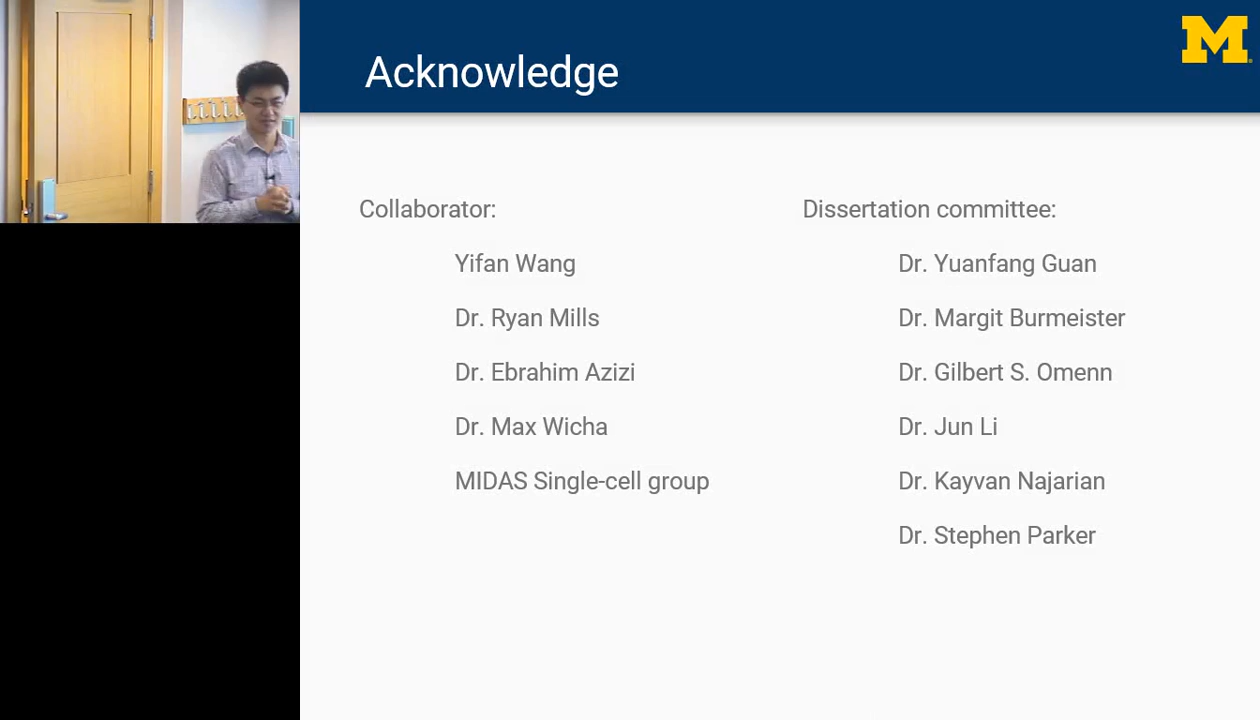 M
Acknowledge
Collaborator:
Yifan Wang
Dr. Ryan Mills
Dr. Ebrahim Azizi
Dr. Max Wicha
MIDAS Single-cell group
Dissertation committee:
Dr. Yuanfang Guan
Dr. Margit Burmeister
Dr. Gilbert S. Omenn
Dr. Jun Li
Dr. Kayvan Najarian
Dr. Stephen Parker